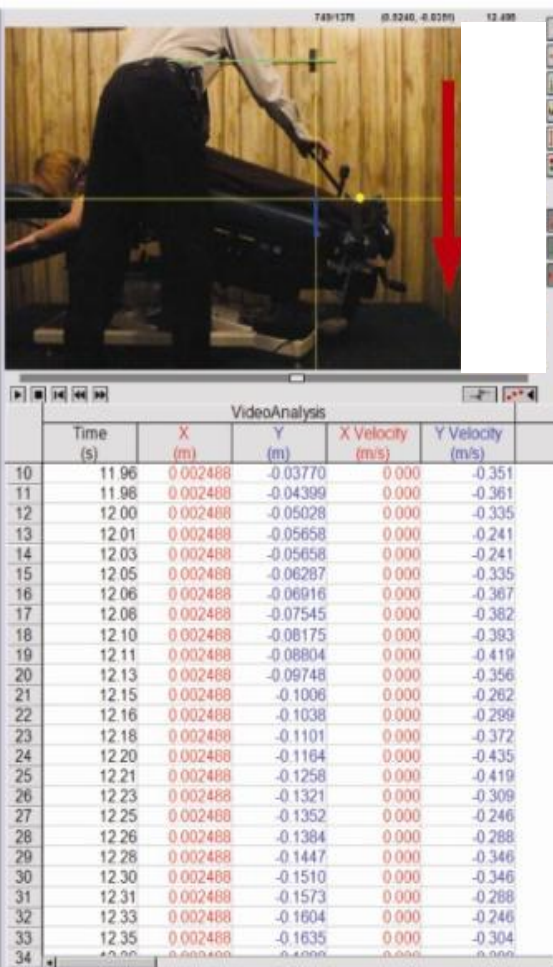 749/1378 (0.5240, -0.0351) 12.495
VideoAnalysis
Time X Y X Velocity Y Velocity
(s) (m) (m) (m/s) (m/s)
10 11.96 0.002488 -0.03770 0.000 -0.351
11 11.98 0.002488 -0.04399 0.000 -0.361
12 12.00 0.002488 -0.05028 0.000 -0.335
13 12.01 0.002488 -0.05658 0.000 -0.241
14 12.03 0.002488 -0.05658 0.000 -0.241
15 12.05 0.002488 -0.06287 0.000 -0.335
16 12.06 0.002488 -0.06916 0.000 -0.367
17 12.08 0.002488 -0.07545 0.000 -0.382
18 12.10 0.002488 -0.08175 0.000 -0.393
19 12.11 0.002488 -0.08804 0.000 -0.419
20 12.13 0.002488 -0.09748 0.000 -0.356
21 12.15 0.002488 -0.1006 0.000 -0.262
22 12.16 0.002488 -0.1038 0.000 -0.299
23 12.18 0.002488 -0.1101 0.000 -0.372
24 12.20 0.002488 -0.1164 0.000 -0.435
25 12.21 0.002488 -0.1258 0.000 -0.419
26 12.23 0.002488 -0.1321 0.000 -0.309
27 12.25 0.002488 -0.1352 0.000 -0.246
28 12.26 0.002488 -0.1384 0.000 -0.288
29 12.28 0.002488 -0.1447 0.000 -0.346
30 12.30 0.002488 -0.1510 0.000 -0.346
31 12.31 0.002488 -0.1573 0.000 -0.288
32 12.33 0.002488 -0.1604 0.000 -0.246
33 12.35 0.002488 -0.1635 0.000 -0.304
34